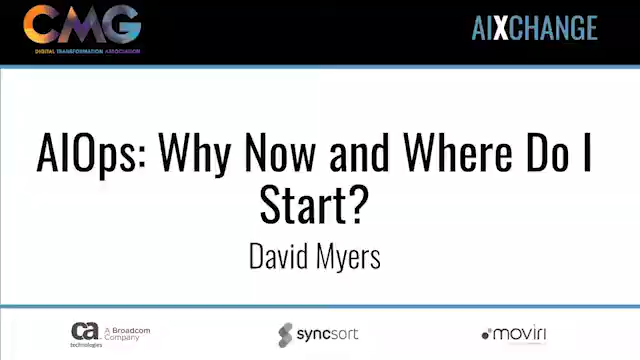 CMG
DIGITAL TRANSFORMATION ASSOCIATION
AIXCHANGE
AIOps: Why Now and Where Do I
Start?
David Myers
ca A Broadcom
technologies Company
syncsort
moviri